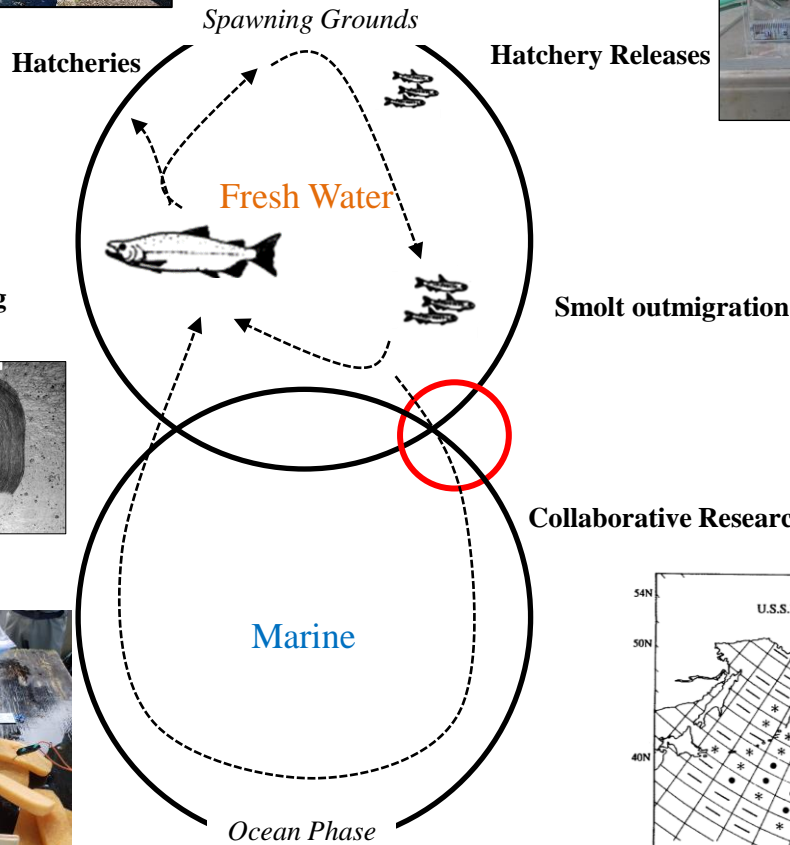 Spawning Grounds
Hatcheries
Hatchery Releases
Fresh Water
Smolt outmigration
Marine
54N
U.S.S.
50N
40N
Ocean Phase